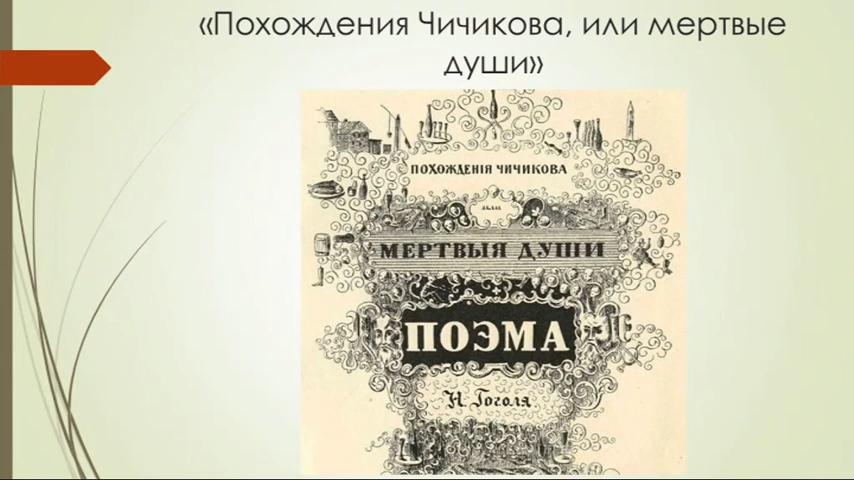 «Похождения Чичикова, или мертвые
души»
ПОХОЖДЕНІЯ ЧИЧИКОВА
МЕРТВЫЯ ДУШИ
ПОЭМА
Н. Гоголя